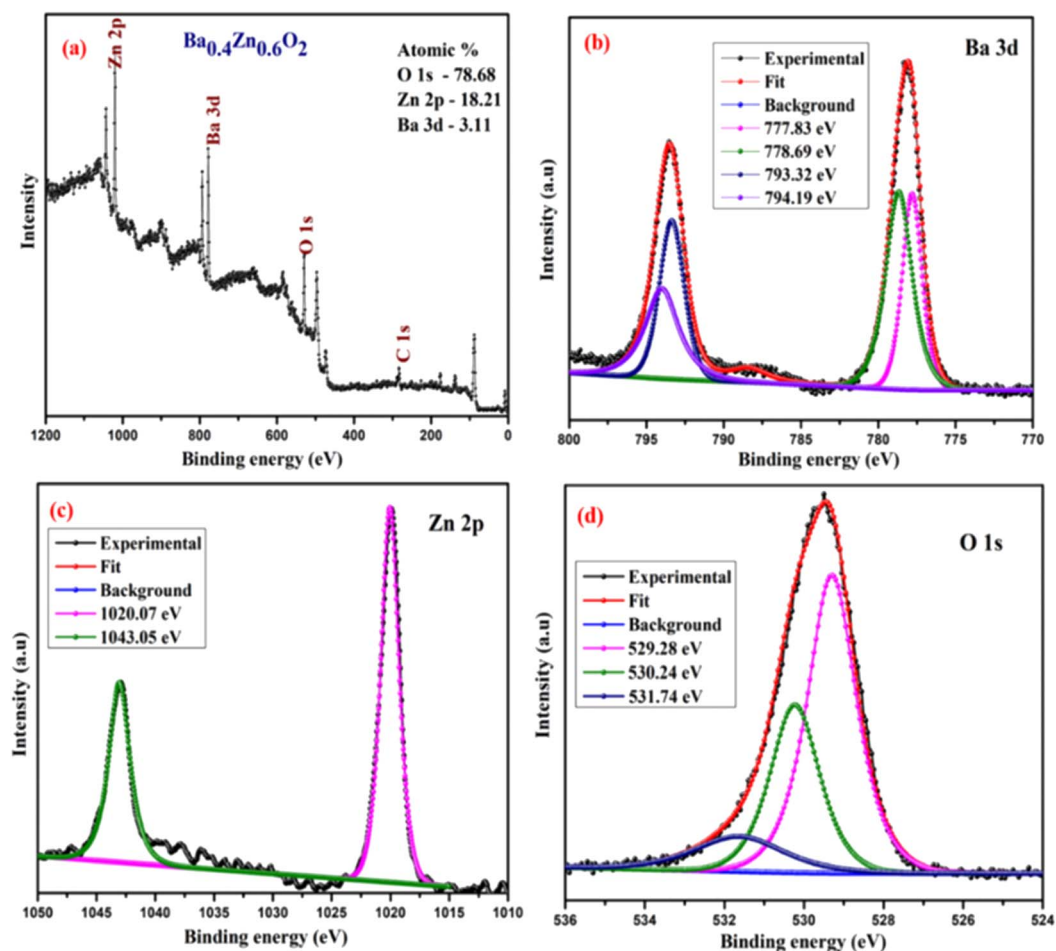 (a)
Ba0.4Zn0.6O2
Zn 2p
Ba 3d
O 1s
C 1s
Atomic %
O 1s - 78.68
Zn 2p - 18.21
Ba 3d - 3.11
Intensity
1200 1000 800 600 400 200 0
Binding energy (eV)
(b)
Ba 3d
Experimental
Fit
Background
777.83 eV
778.69 eV
793.32 eV
794.19 eV
Intensity (a.u)
800 795 790 785 780 775 770
Binding energy (eV)
(c)
Zn 2p
Experimental
Fit
Background
1020.07 eV
1043.05 eV
Intensity (a.u)
1050 1045 1040 1035 1030 1025 1020 1015 1010
Binding energy (eV)
(d)
O 1s
Experimental
Fit
Background
529.28 eV
530.24 eV
531.74 eV
Intensity (a.u)
536 534 532 530 528 526 524
Binding energy (eV)